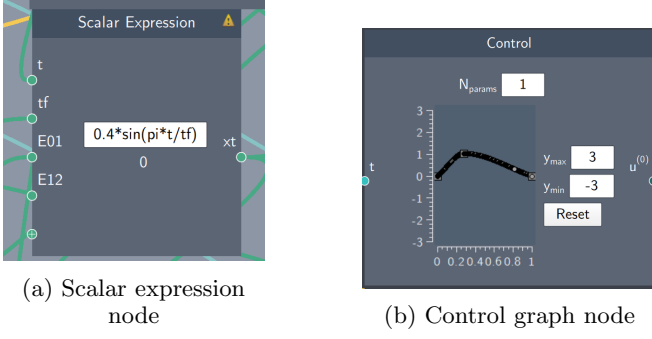 Scalar Expression
t
tf
E01
0.4*sin(pi*t/tf)
xt
0
E12
(a) Scalar expression
node
Control
N_params 1
3
2
1
0
-1
-2
-3
0 0.2 0.4 0.6 0.8 1
t
y_max 3
y_min -3
u^(0)
Reset
(b) Control graph node